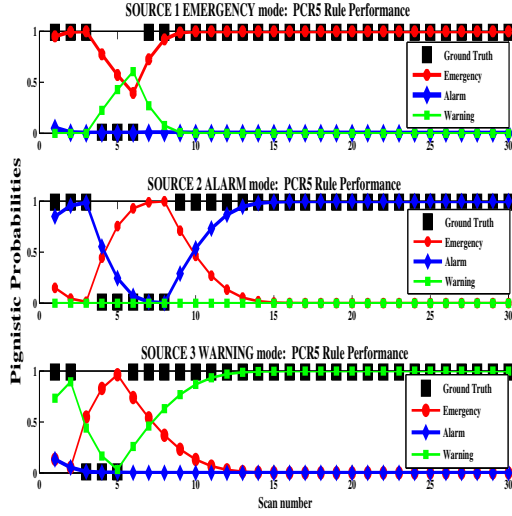 SOURCE 1 EMERGENCY mode: PCR5 Rule Performance
1
0.5
0
0 5 10 15 20 25 30
Ground Truth
Emergency
Alarm
Warning
Pignistic Probabilities
SOURCE 2 ALARM mode: PCR5 Rule Performance
1
0.5
0
0 5 10 15 20 25 30
Ground Truth
Emergency
Alarm
Warning
SOURCE 3 WARNING mode: PCR5 Rule Performance
1
0.5
0
0 5 10 15 20 25 30
Ground Truth
Emergency
Alarm
Warning
Scan number